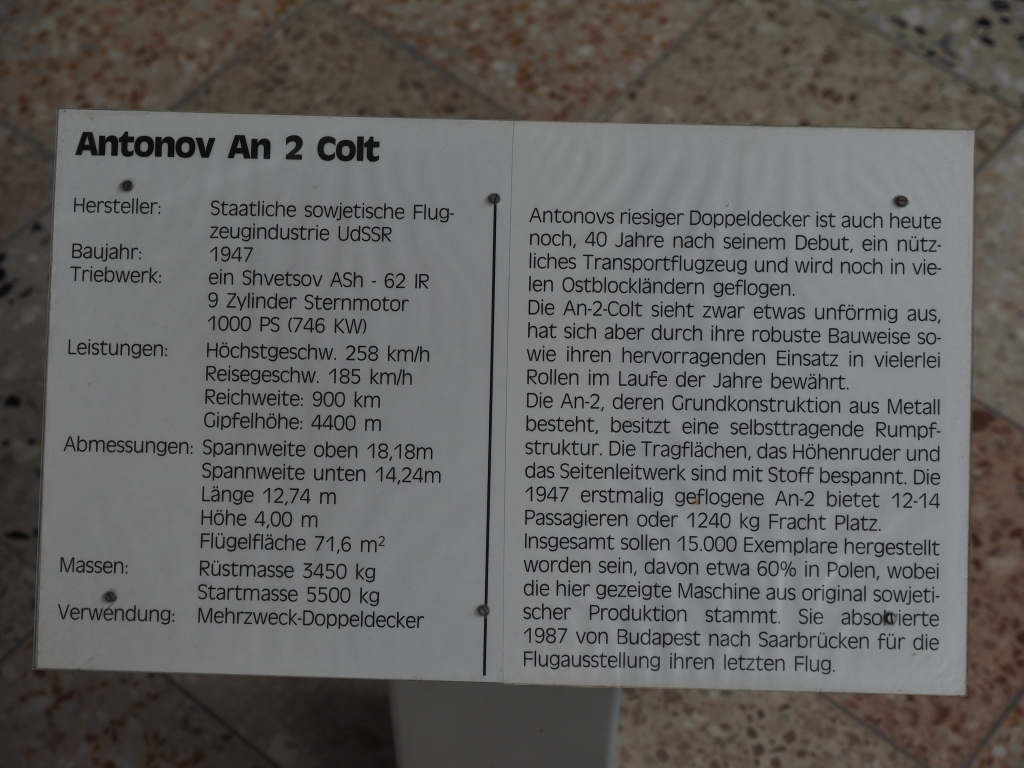 Antonov An 2 Colt
Hersteller: Staatliche sowjetische Flug-
zeugindustrie UdSSR
Baujahr: 1947
Triebwerk: ein Shvetsov ASh - 62 IR
9 Zylinder Sternmotor
1000 PS (746 KW)
Leistungen: Höchstgeschw. 258 km/h
Reisegeschw. 185 km/h
Reichweite: 900 km
Gipfelhöhe: 4400 m
Abmessungen: Spannweite oben 18,18m
Spannweite unten 14,24m
Länge 12,74 m
Höhe 4,00 m
Flügelfläche 71,6 m²
Massen: Rüstmasse 3450 kg
Startmasse 5500 kg
Verwendung: Mehrzweck-Doppeldecker
Antonovs riesiger Doppeldecker ist auch heute
noch, 40 Jahre nach seinem Debut, ein nütz-
liches Transportflugzeug und wird noch in vie-
len Ostblockländern geflogen.
Die An-2-Colt sieht zwar etwas unförmig aus,
hat sich aber durch ihre robuste Bauweise so-
wie ihren hervorragenden Einsatz in vielerlei
Rollen im Laufe der Jahre bewährt.
Die An-2, deren Grundkonstruktion aus Metall
besteht, besitzt eine selbsttragende Rumpf-
struktur. Die Tragflächen, das Höhenruder und
das Seitenleitwerk sind mit Stoff bespannt. Die
1947 erstmalig geflogene An-2 bietet 12-14
Passagieren oder 1240 kg Fracht Platz.
Insgesamt sollen 15.000 Exemplare hergestellt
worden sein, davon etwa 60% in Polen, wobei
die hier gezeigte Maschine aus original sowjeti-
scher Produktion stammt. Sie absolvierte
1987 von Budapest nach Saarbrücken für die
Flugausstellung ihren letzten Flug.